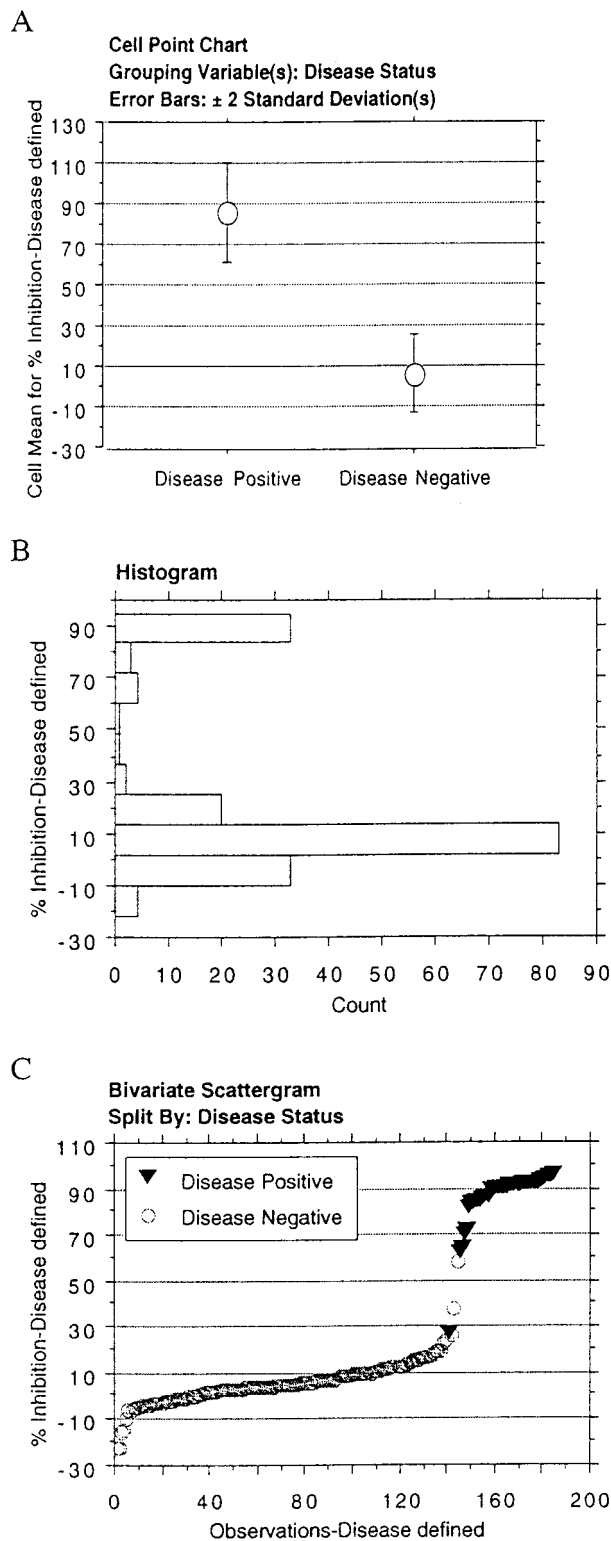 A
Cell Point Chart
Grouping Variable(s): Disease Status
Error Bars: ± 2 Standard Deviation(s)
Cell Mean for % Inhibition-Disease defined
130
110
90
70
50
30
10
-10
-30
Disease Positive Disease Negative
B
Histogram
% Inhibition-Disease defined
90
70
50
30
10
-10
-30
0 10 20 30 40 50 60 70 80 90
Count
C
Bivariate Scattergram
Split By: Disease Status
% Inhibition-Disease defined
110
90
70
50
30
10
-10
-30
Disease Positive
Disease Negative
0 40 80 120 160 200
Observations-Disease defined